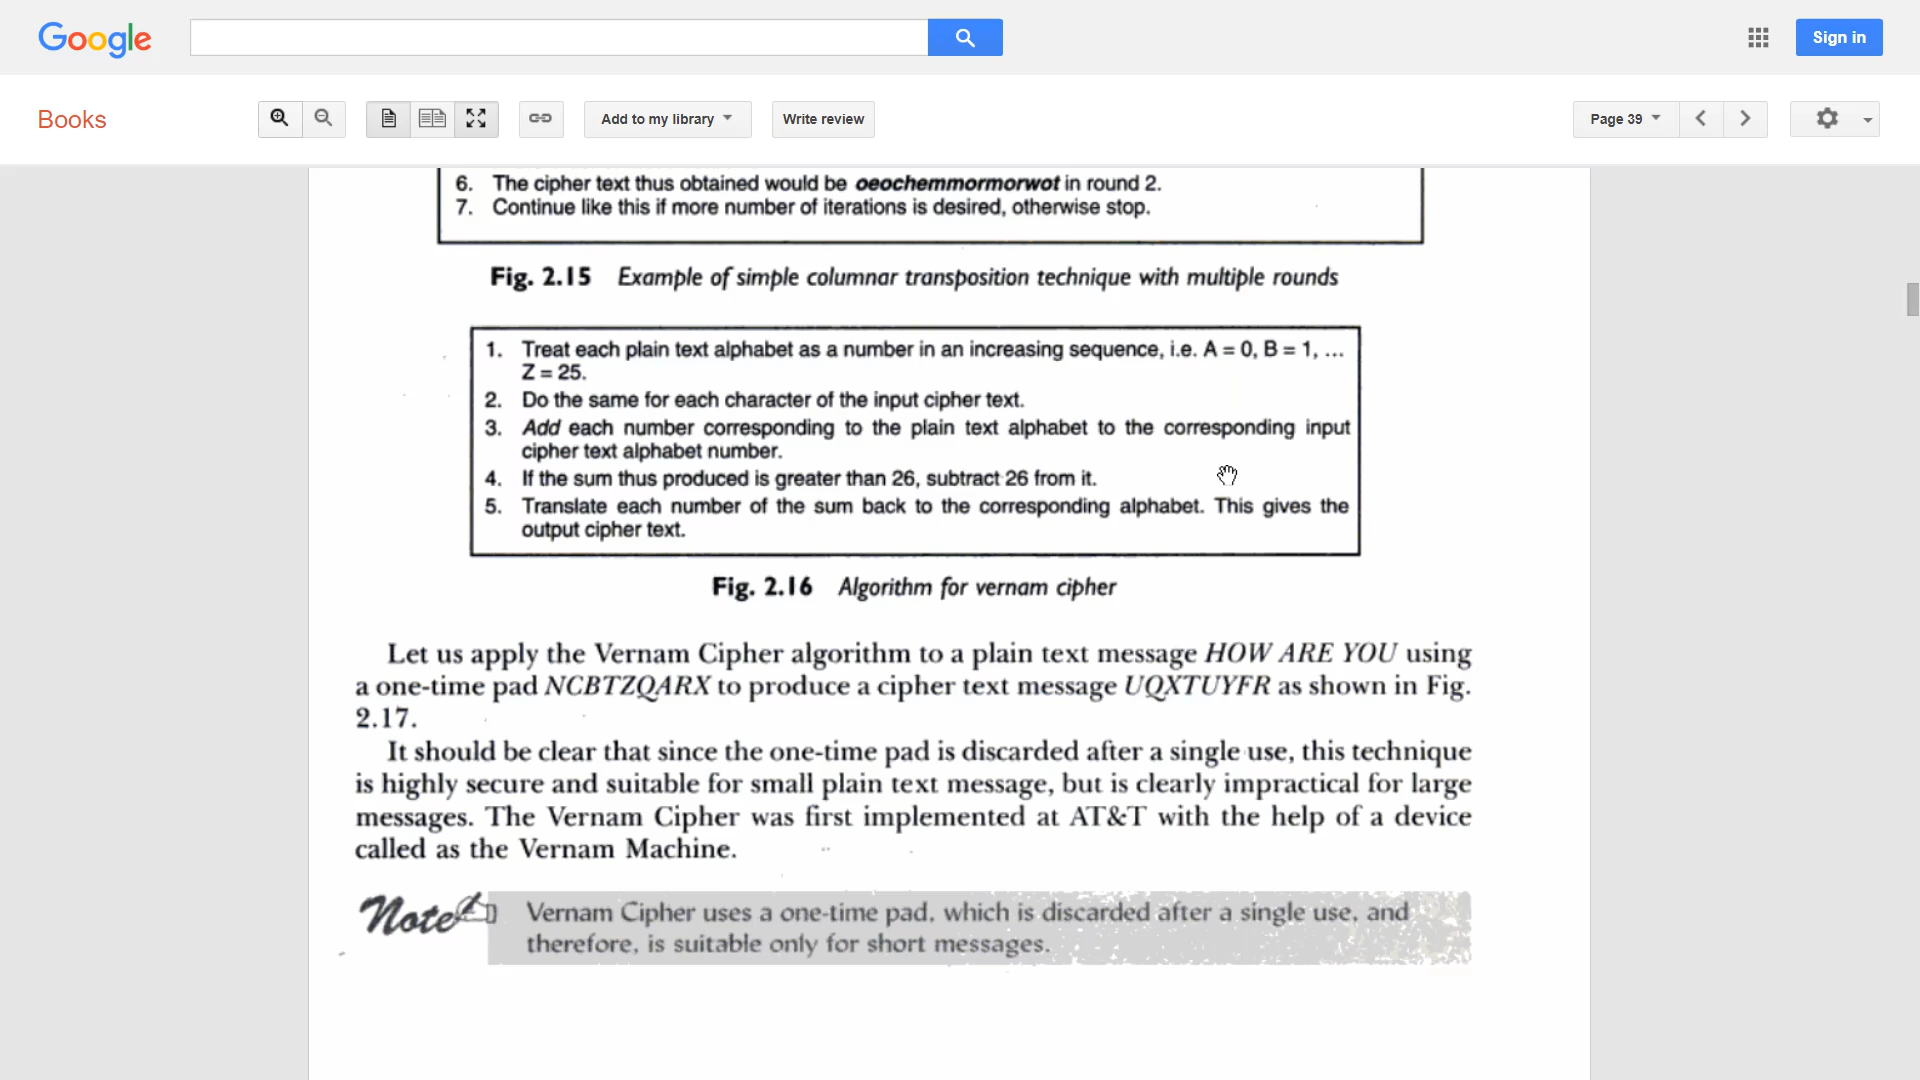 Google
Sign in
Books
Add to my library
Write review
Page 39
6. The cipher text thus obtained would be oeochemmormorwot in round 2.
7. Continue like this if more number of iterations is desired, otherwise stop.
Fig. 2.15 Example of simple columnar transposition technique with multiple rounds
1. Treat each plain text alphabet as a number in an increasing sequence, i.e. A = 0, B = 1, ...
Z = 25.
2. Do the same for each character of the input cipher text.
3. Add each number corresponding to the plain text alphabet to the corresponding input
cipher text alphabet number.
4. If the sum thus produced is greater than 26, subtract 26 from it.
5. Translate each number of the sum back to the corresponding alphabet. This gives the
output cipher text.
Fig. 2.16 Algorithm for vernam cipher
Let us apply the Vernam Cipher algorithm to a plain text message HOW ARE YOU using
a one-time pad NCBTZQARX to produce a cipher text message UQXTUYFR as shown in Fig.
2.17.
It should be clear that since the one-time pad is discarded after a single use, this technique
is highly secure and suitable for small plain text message, but is clearly impractical for large
messages. The Vernam Cipher was first implemented at AT&T with the help of a device
called as the Vernam Machine.
Note
Vernam Cipher uses a one-time pad, which is discarded after a single use, and
therefore, is suitable only for short messages.